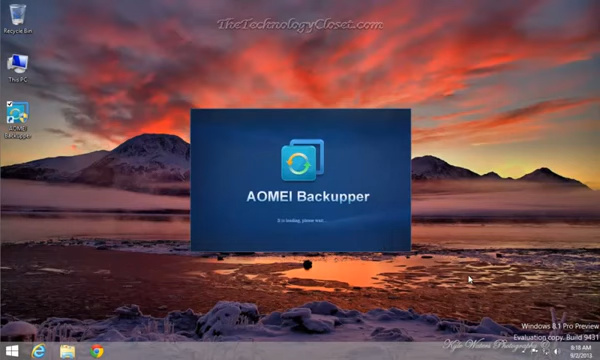 TheTechnologyCloset.com
Recycle Bin
This PC
AOMEI
Backupper
AOMEI Backupper
It is loading, please wait...
Windows 8.1 Pro Preview
Evaluation copy. Build 9431
Photography
9:18 AM
9/2/2013